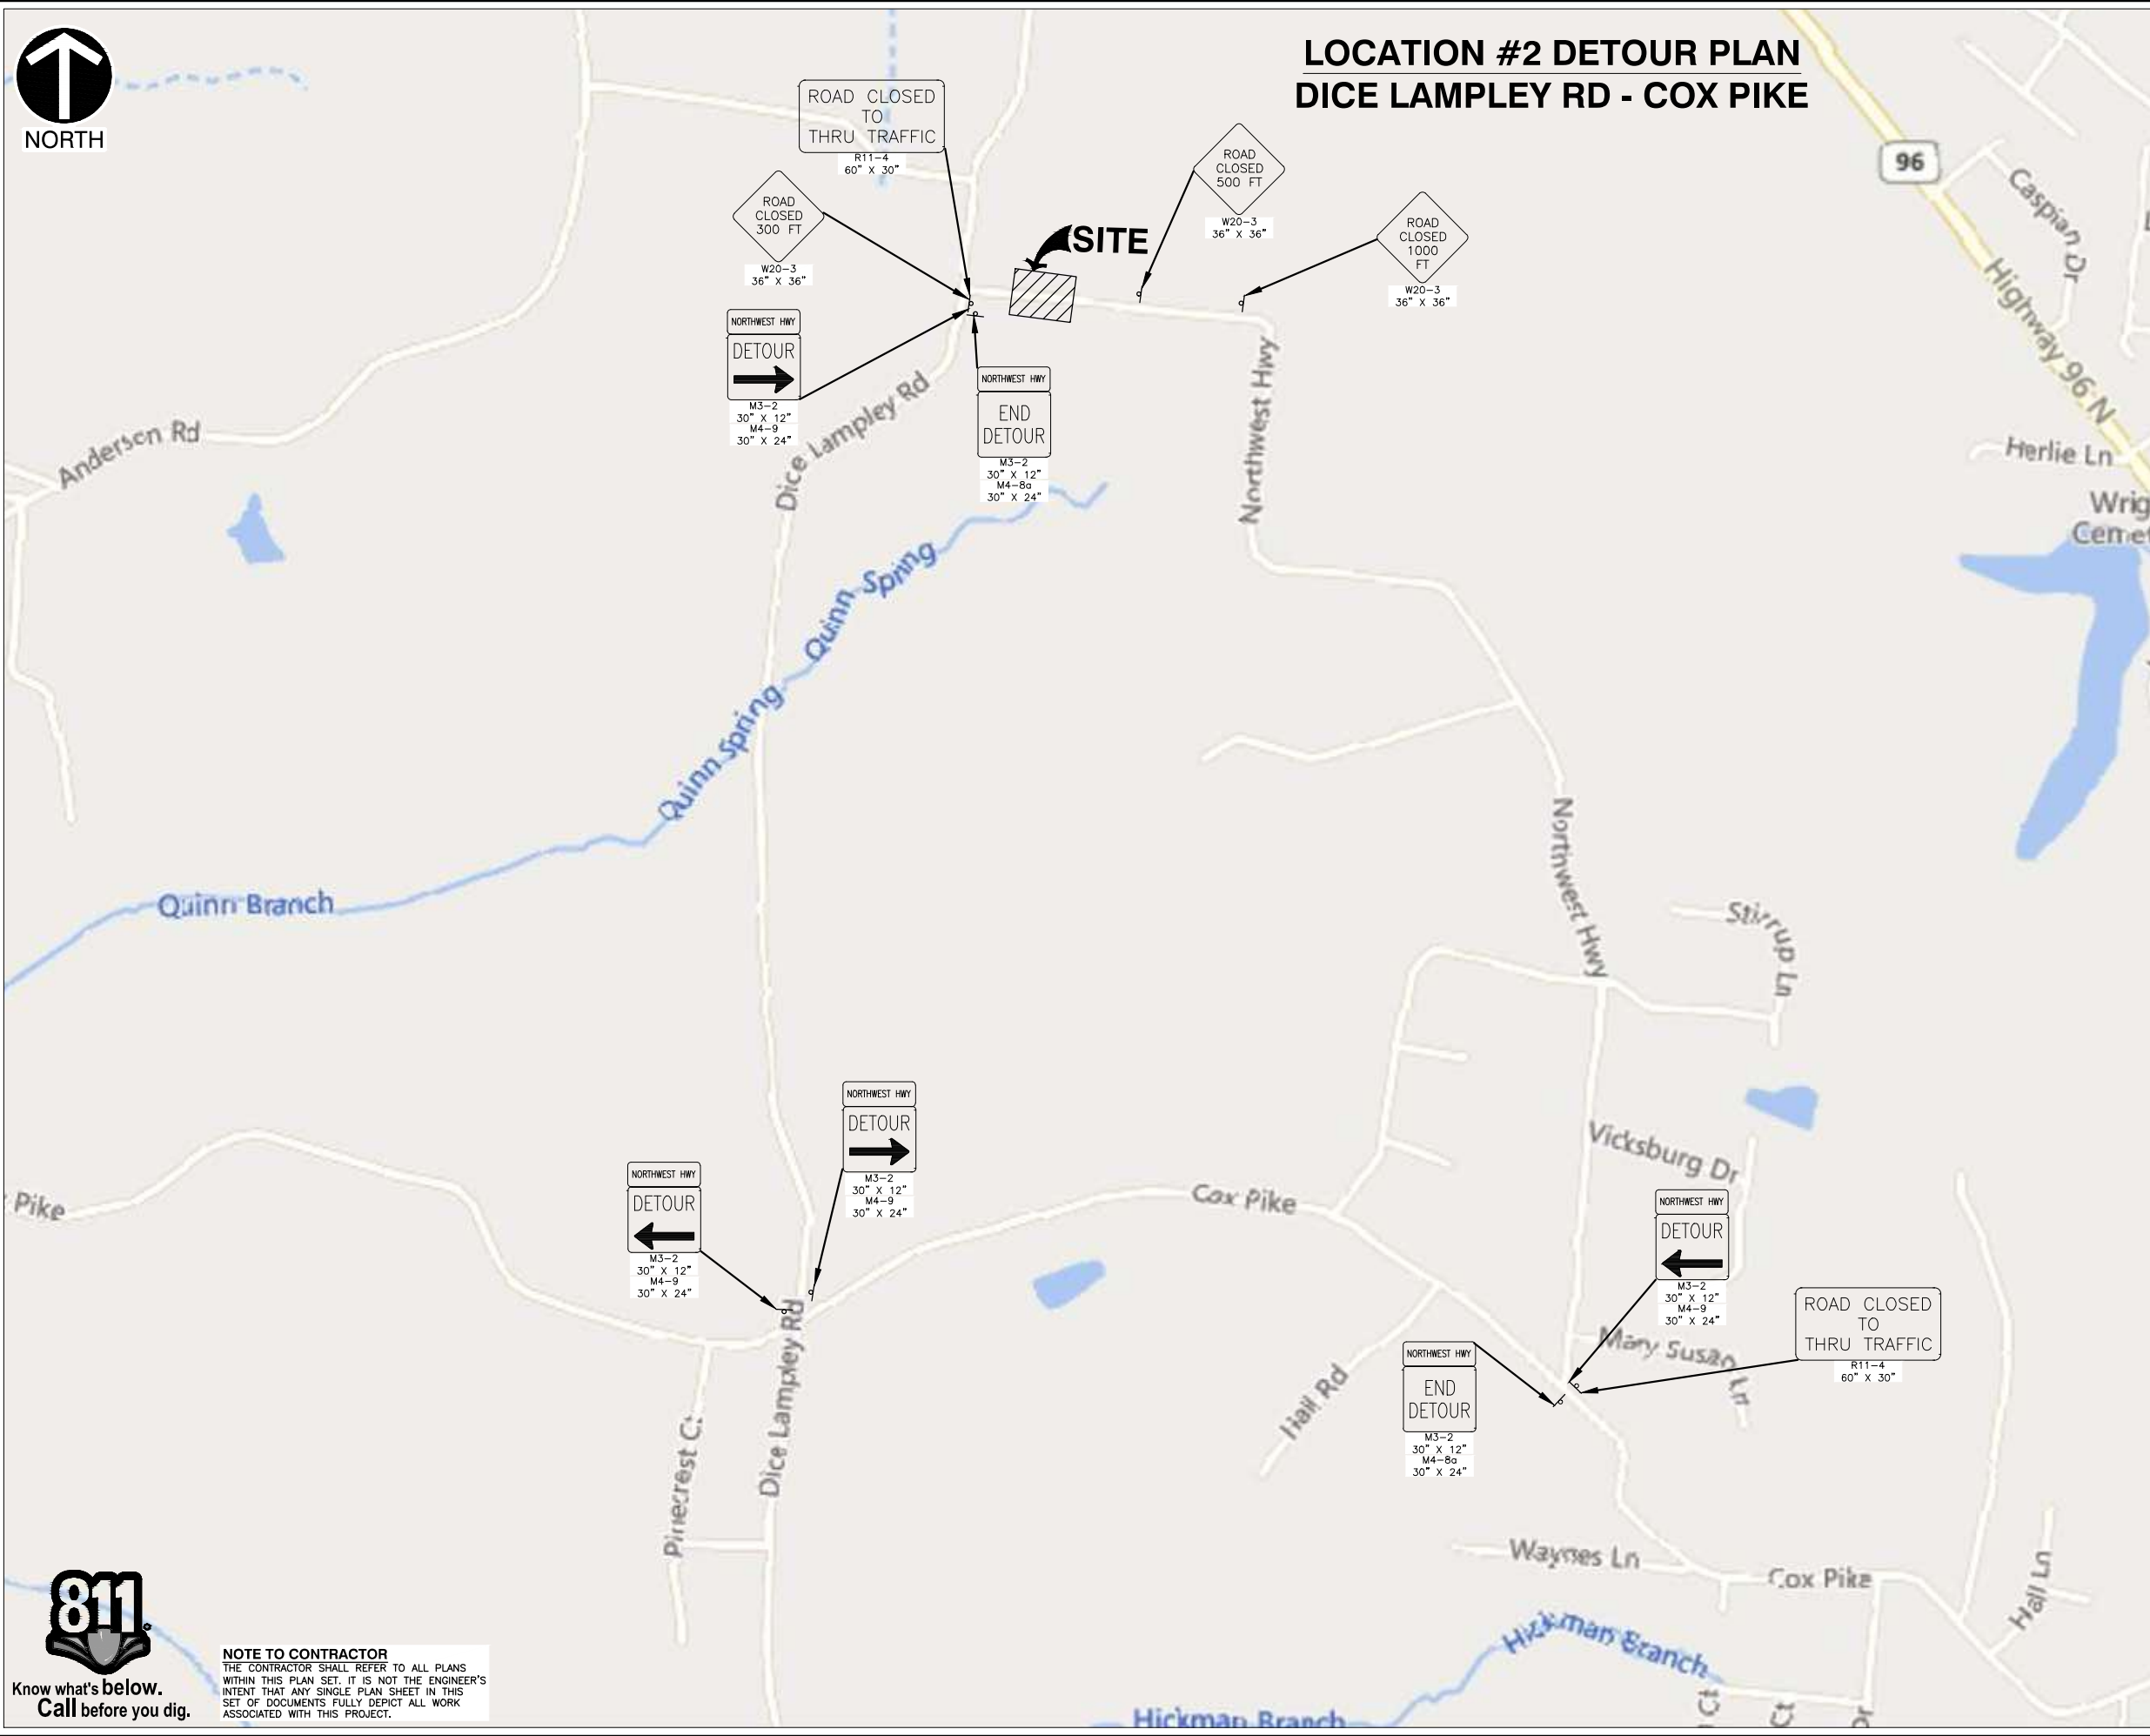 NORTH
LOCATION #2 DETOUR PLAN
DICE LAMPLEY RD - COX PIKE
ROAD CLOSED
TO
THRU TRAFFIC
R11-4
60" X 30"
ROAD
CLOSED
500 FT
W20-3
36" X 36"
96
Caspian Dr
ROAD
CLOSED
300 FT
W20-3
36" X 36"
SITE
ROAD
CLOSED
1000
FT
W20-3
36" X 36"
Highway 96 N
NORTHWEST HWY
DETOUR
M3-2
30" X 12"
M4-9
30" X 24"
NORTHWEST HWY
END
DETOUR
M3-2
30" X 12"
M4-8a
30" X 24"
Northwest Hwy
Anderson Rd
Dice Lampley Rd
Herlie Ln
Wrig
Cemet
Quinn Spring
Quinn Spring
Quinn Branch
Northwest Hwy
Stirrup Ln
NORTHWEST HWY
DETOUR
M3-2
30" X 12"
M4-9
30" X 24"
Vicksburg Dr
NORTHWEST HWY
DETOUR
M3-2
30" X 12"
M4-9
30" X 24"
Pike
Cox Pike
NORTHWEST HWY
DETOUR
M3-2
30" X 12"
M4-9
30" X 24"
ROAD CLOSED
TO
THRU TRAFFIC
R11-4
60" X 30"
Mary Susan Ln
NORTHWEST HWY
END
DETOUR
M3-2
30" X 12"
M4-8a
30" X 24"
Hail Rd
Dice Lampley Rd
Pinecrest Ct
Waynes Ln
Cox Pike
Hall Ln
Hickman Branch
Hickman Branch
Ct
Ct
Dr
811
Know what's below.
Call before you dig.
NOTE TO CONTRACTOR
THE CONTRACTOR SHALL REFER TO ALL PLANS
WITHIN THIS PLAN SET. IT IS NOT THE ENGINEER'S
INTENT THAT ANY SINGLE PLAN SHEET IN THIS
SET OF DOCUMENTS FULLY DEPICT ALL WORK
ASSOCIATED WITH THIS PROJECT.